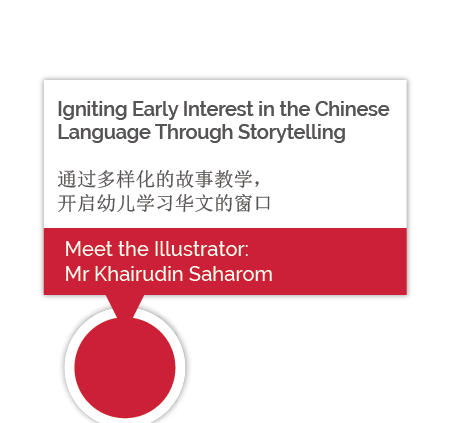 Igniting Early Interest in the Chinese
Language Through Storytelling
通过多样化的故事教学，
开启幼儿学习华文的窗口
Meet the Illustrator:
Mr Khairudin Saharom